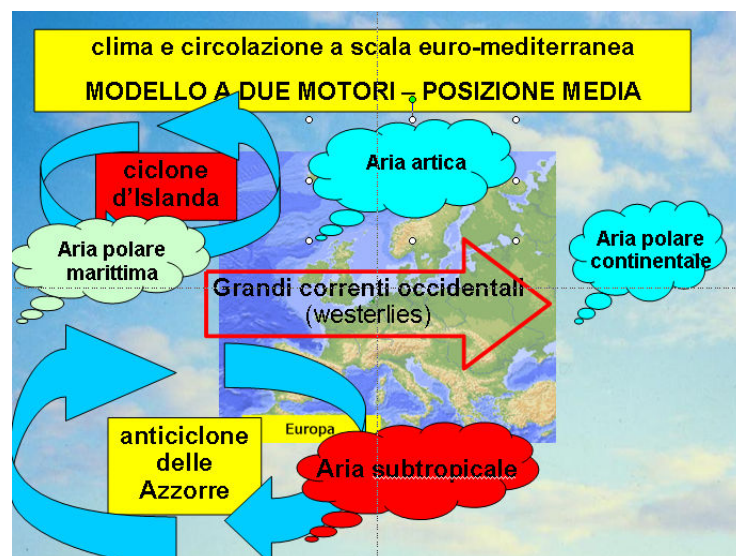 clima e circolazione a scala euro-mediterranea
MODELLO A DUE MOTORI – POSIZIONE MEDIA
ciclone
d'Islanda
Aria artica
Aria polare
marittima
Aria polare
continentale
Grandi correnti occidentali
(westerlies)
Europa
anticiclone
delle
Azzorre
Aria subtropicale